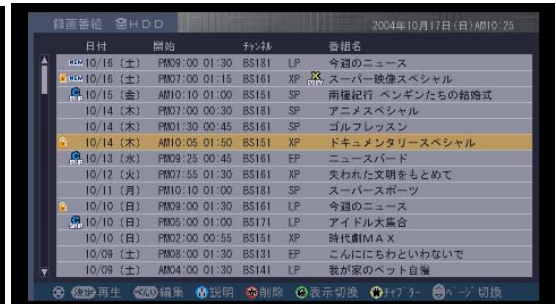 録画番組 HDD 2004年10月17日(日)AM10:26
日付 開始 チャンネル 番組名
NEW 10/16 (土) PM09:00 01:30 BS181 LP 今週のニュース
NEW 10/16 (土) PM07:00 01:15 BS161 XP スーパー映像スペシャル
10/15 (金) AM10:10 01:00 BS151 SP 南極紀行 ペンギンたちの結婚式
10/14 (木) PM07:00 00:30 BS181 SP アニメスペシャル
10/14 (木) PM01:30 00:45 BS161 SP ゴルフレッスン
10/14 (木) AM10:05 01:50 BS151 XP ドキュメンタリースペシャル
10/13 (水) PM09:25 00:45 BS161 EP ニュースバード
10/12 (火) PM07:55 01:30 BS161 XP 失われた文明をもとめて
10/11 (月) PM10:10 01:00 BS181 SP スーパースポーツ
10/10 (日) PM09:00 01:30 BS161 LP 今週のニュース
10/10 (日) PM05:00 01:00 BS171 LP アイドル大集合
10/10 (日) PM02:00 00:55 BS151 XP 時代劇MAX
10/09 (土) PM08:00 01:30 BS131 EP こんににちわといわないで
10/09 (土) AM04:00 01:30 BS141 LP 我が家のペット自慢
決定 再生 編集 説明 削除 表示切換 チャプター ページ切換